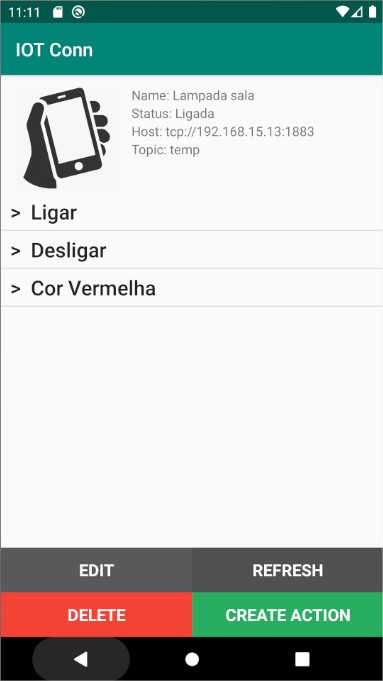 11:11
IOT Conn
Name: Lampada sala
Status: Ligada
Host: tcp://192.168.15.13:1883
Topic: temp
> Ligar
> Desligar
> Cor Vermelha
EDIT REFRESH
DELETE CREATE ACTION